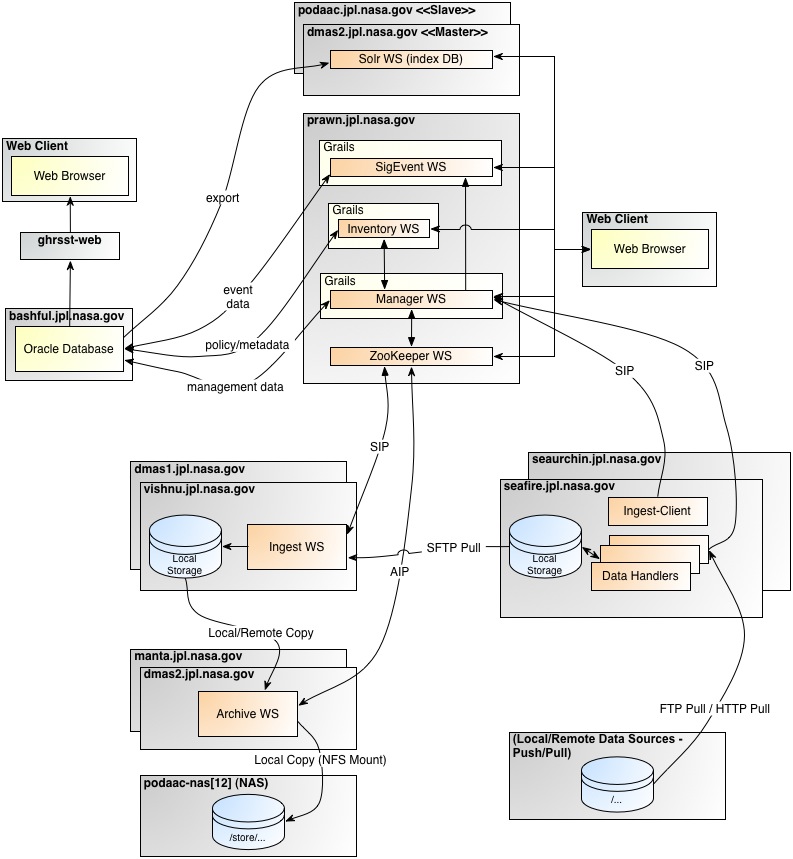 podaac.jpl.nasa.gov <<Slave>>
dmas2.jpl.nasa.gov <<Master>>
Solr WS (index DB)
prawn.jpl.nasa.gov
Grails
SigEvent WS
Grails
Inventory WS
Grails
Manager WS
ZooKeeper WS
Web Client
Web Browser
ghrsst-web
bashful.jpl.nasa.gov
Oracle Database
export
event
data
policy/metadata
management data
Web Client
Web Browser
SIP
SIP
SIP
AIP
dmas1.jpl.nasa.gov
vishnu.jpl.nasa.gov
Local
Storage
Ingest WS
SFTP Pull
seaurchin.jpl.nasa.gov
seafire.jpl.nasa.gov
Ingest-Client
Local
Storage
Data Handlers
Local/Remote Copy
manta.jpl.nasa.gov
dmas2.jpl.nasa.gov
Archive WS
Local Copy (NFS Mount)
podaac-nas[12] (NAS)
/store/...
FTP Pull / HTTP Pull
(Local/Remote Data Sources -
Push/Pull)
/...